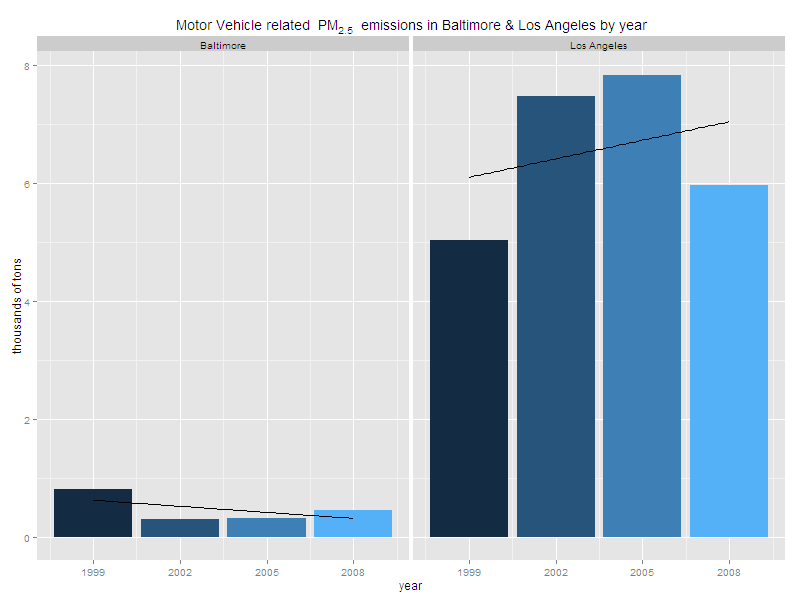 Motor Vehicle related PM2.5 emissions in Baltimore & Los Angeles by year
Baltimore
Los Angeles
thousands of tons
8
6
4
2
0
1999 2002 2005 2008
1999 2002 2005 2008
year